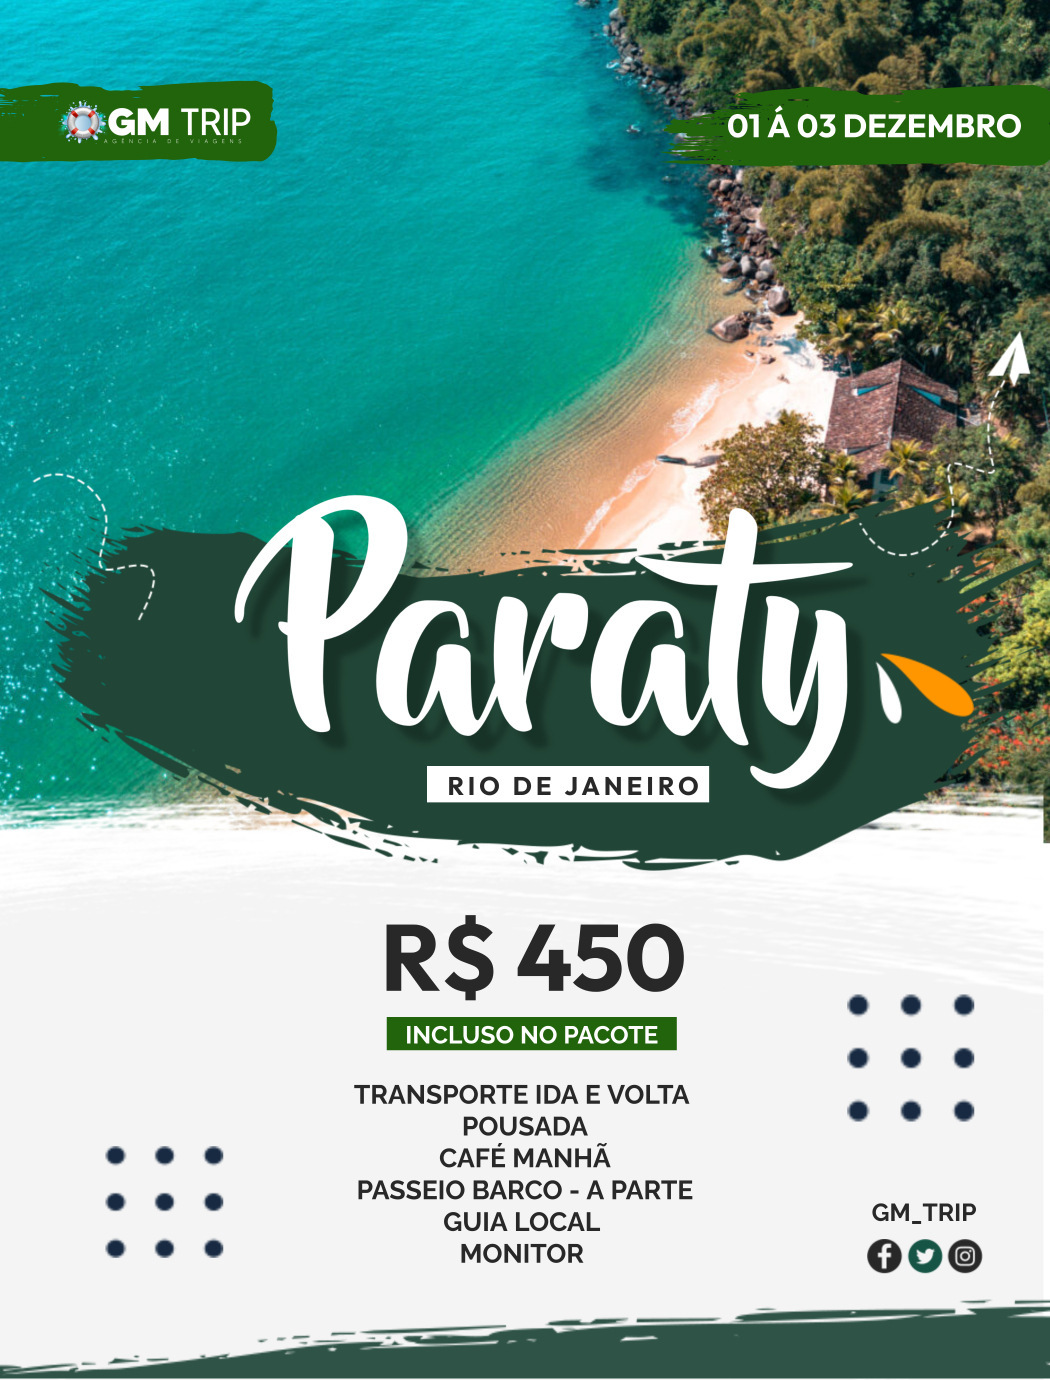 GM TRIP
AGÊNCIA DE VIAGENS
01 Á 03 DEZEMBRO
Paraty
RIO DE JANEIRO
R$ 450
INCLUSO NO PACOTE
TRANSPORTE IDA E VOLTA
POUSADA
CAFÉ MANHÃ
PASSEIO BARCO - A PARTE
GUIA LOCAL
MONITOR
GM_TRIP